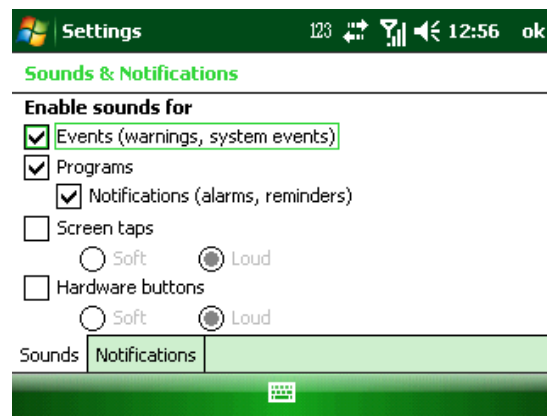 Settings 123 12:56 ok
Sounds & Notifications
Enable sounds for
Events (warnings, system events)
Programs
Notifications (alarms, reminders)
Screen taps
Soft Loud
Hardware buttons
Soft Loud
Sounds Notifications